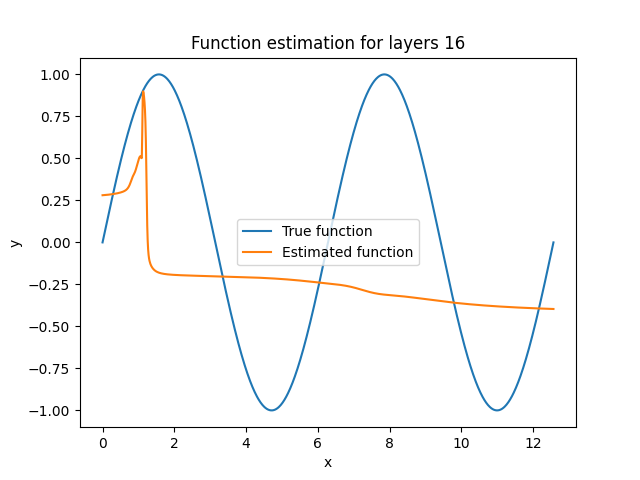 Function estimation for layers 16
1.00
0.75
0.50
0.25
0.00
−0.25
−0.50
−0.75
−1.00
y
True function
Estimated function
0 2 4 6 8 10 12
x